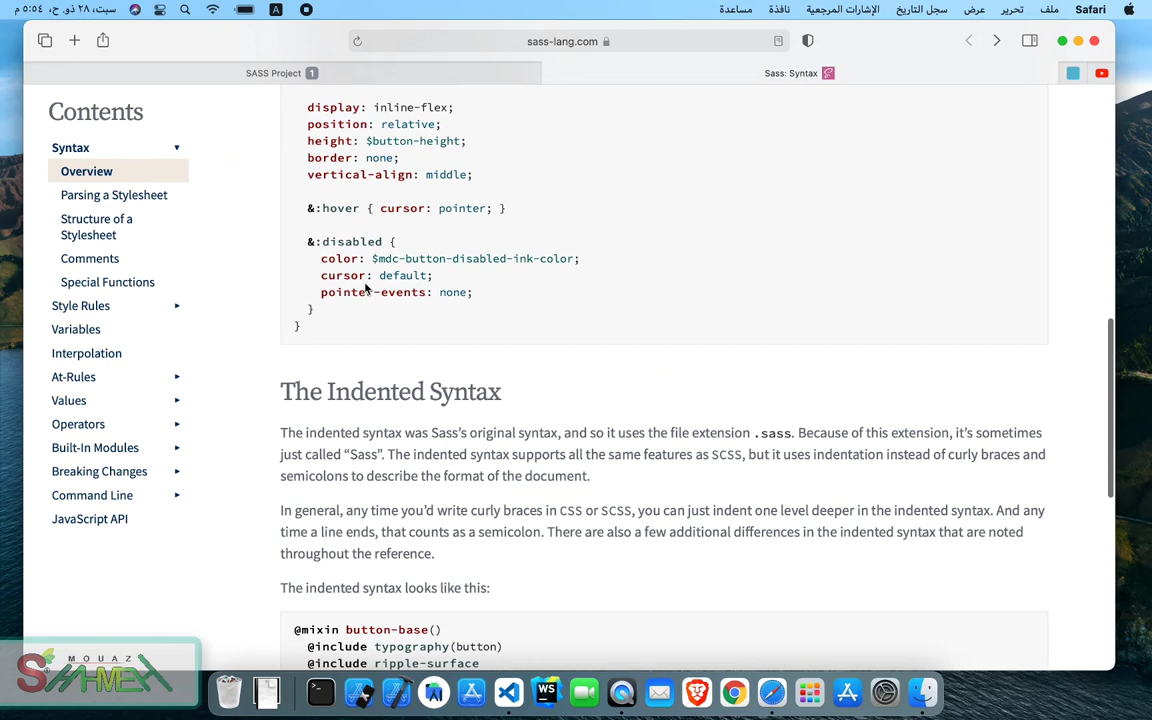 Safari ملف تحرير عرض سجل التاريخ الإشارات المرجعية نافذة مساعدة
سبت، ٢٨ ذو. ح، ٥:٥٤ م
A
sass-lang.com
SASS Project 1
Sass: Syntax
Contents
Syntax
Overview
Parsing a Stylesheet
Structure of a
Stylesheet
Comments
Special Functions
Style Rules
Variables
Interpolation
At-Rules
Values
Operators
Built-In Modules
Breaking Changes
Command Line
JavaScript API
display: inline-flex;
position: relative;
height: $button-height;
border: none;
vertical-align: middle;
&:hover { cursor: pointer; }
&:disabled {
color: $mdc-button-disabled-ink-color;
cursor: default;
pointer-events: none;
}
}
The Indented Syntax
The indented syntax was Sass’s original syntax, and so it uses the file extension .sass. Because of this extension, it’s sometimes
just called “Sass”. The indented syntax supports all the same features as SCSS, but it uses indentation instead of curly braces and
semicolons to describe the format of the document.
In general, any time you’d write curly braces in CSS or SCSS, you can just indent one level deeper in the indented syntax. And any
time a line ends, that counts as a semicolon. There are also a few additional differences in the indented syntax that are noted
throughout the reference.
The indented syntax looks like this:
@mixin button-base()
@include typography(button)
@include ripple-surface
MOUAZ
WS